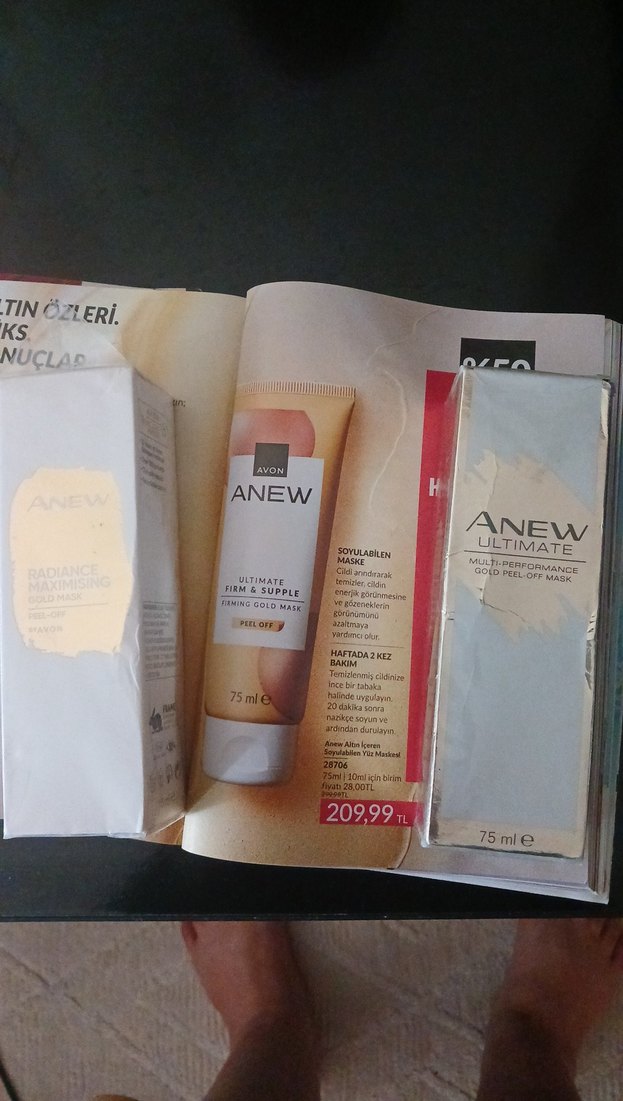 LTIN ÖZLERİ.
KS
NUÇLAR
ANEW
RADIANCE
MAXIMISING
GOLD MASK
PEEL-OFF
BY AVON
AVON
ANEW
ULTIMATE
FIRM & SUPPLE
FIRMING GOLD MASK
PEEL OFF
75 ml e
SOYULABİLEN
MASKE
Cildi arındırarak
temizler, cildin
enerjik görünmesine
ve gözeneklerin
görünümünü
azaltmaya
yardımcı olur.
HAFTADA 2 KEZ
BAKIM
Temizlenmiş cildinize
ince bir tabaka
halinde uygulayın.
20 dakika sonra
nazikçe soyun ve
ardından durulayın.
Anew Altın İçeren
Soyulabilen Yüz Maskesi
28706
75ml | 10ml için birim
fiyatı 28,00TL
209,99 TL
%50
H
ANEW
ULTIMATE
MULTI-PERFORMANCE
GOLD PEEL-OFF MASK
75 ml e